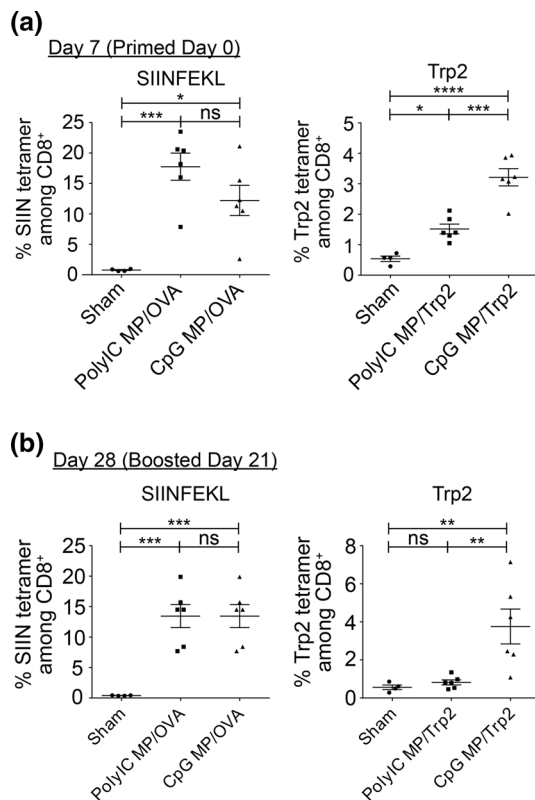 (a)
Day 7 (Primed Day 0)
SIINFEKL
*
*** ns
% SIIN tetramer
among CD8+
25
20
15
10
5
0
Sham
PolyIC MP/OVA
CpG MP/OVA
Trp2
****
* ***
% Trp2 tetramer
among CD8+
5
4
3
2
1
0
Sham
PolyIC MP/Trp2
CpG MP/Trp2
(b)
Day 28 (Boosted Day 21)
SIINFEKL
***
*** ns
% SIIN tetramer
among CD8+
25
20
15
10
5
0
Sham
PolyIC MP/OVA
CpG MP/OVA
Trp2
**
ns **
% Trp2 tetramer
among CD8+
8
6
4
2
0
Sham
PolyIC MP/Trp2
CpG MP/Trp2